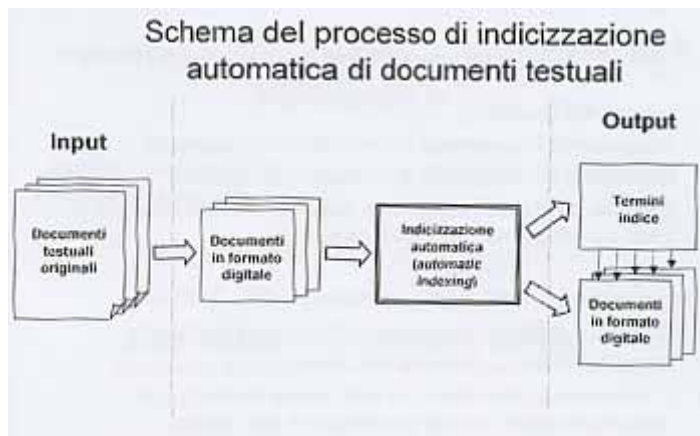 Schema del processo di indicizzazione
automatica di documenti testuali
Input
Output
Documenti
testuali
originali
Documenti
in formato
digitale
Indicizzazione
automatica
(automatic
indexing)
Termini
indice
Documenti
in formato
digitale